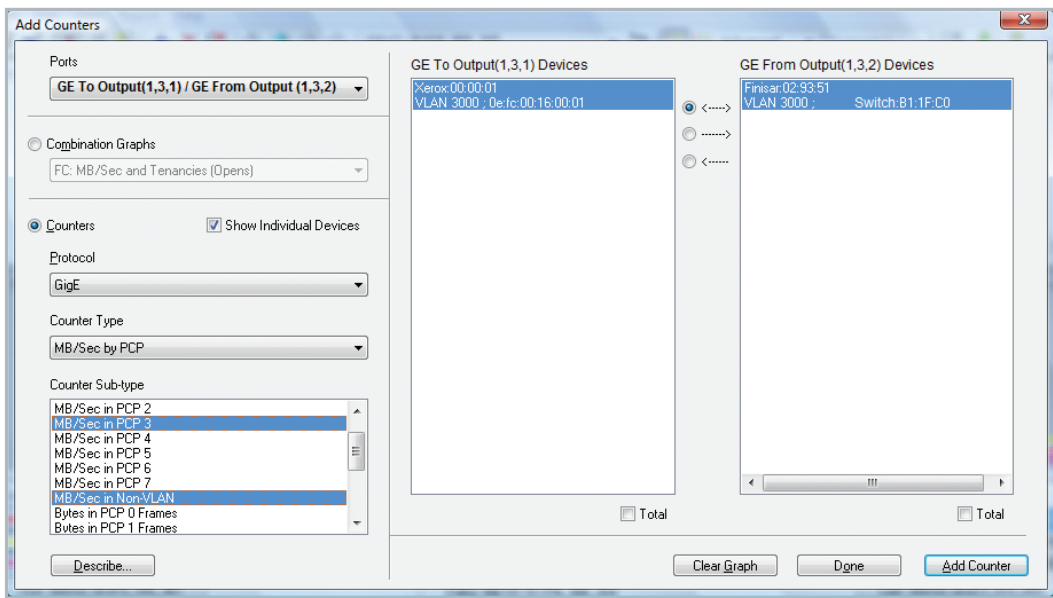 Add Counters
Ports
GE To Output(1,3,1) / GE From Output (1,3,2)
Combination Graphs
FC: MB/Sec and Tenancies (Opens)
Counters
Show Individual Devices
Protocol
GigE
Counter Type
MB/Sec by PCP
Counter Sub-type
MB/Sec in PCP 2
MB/Sec in PCP 3
MB/Sec in PCP 4
MB/Sec in PCP 5
MB/Sec in PCP 6
MB/Sec in PCP 7
MB/Sec in Non-VLAN
Bytes in PCP 0 Frames
Bytes in PCP 1 Frames
Describe...
GE To Output(1,3,1) Devices
Xerox:00:00:01
VLAN 3000 ; 0e:fc:00:16:00:01
Total
<----->
------>
<------
GE From Output(1,3,2) Devices
Finisar:02:93:51
VLAN 3000 ; Switch:B1:1F:C0
Total
Clear Graph
Done
Add Counter